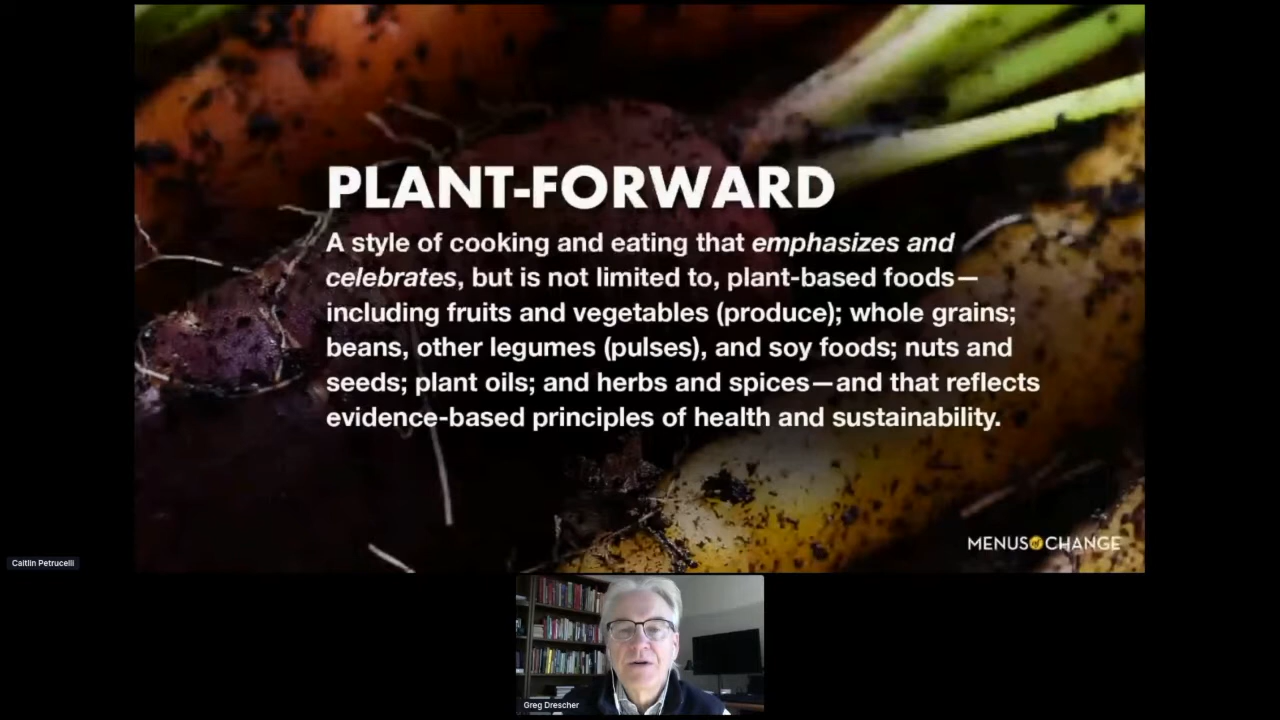 PLANT-FORWARD
A style of cooking and eating that emphasizes and
celebrates, but is not limited to, plant-based foods—
including fruits and vegetables (produce); whole grains;
beans, other legumes (pulses), and soy foods; nuts and
seeds; plant oils; and herbs and spices—and that reflects
evidence-based principles of health and sustainability.
MENUS of CHANGE
Caitlin Petrucelli
Greg Drescher